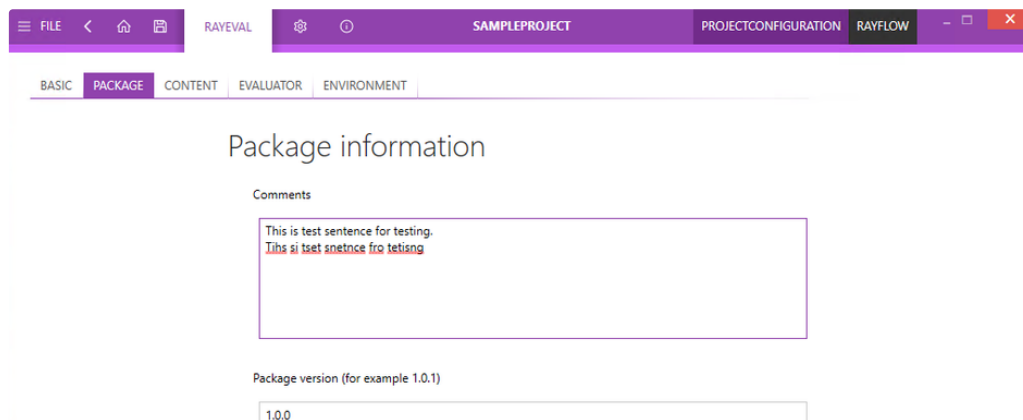 FILE
RAYEVAL
SAMPLEPROJECT
PROJECTCONFIGURATION
RAYFLOW
BASIC
PACKAGE
CONTENT
EVALUATOR
ENVIRONMENT
Package information
Comments
This is test sentence for testing.
Tihs si tset snetnce fro tetisng
Package version (for example 1.0.1)
1.0.0